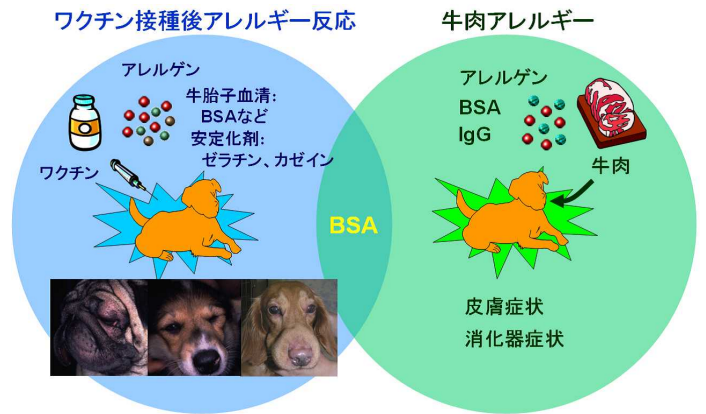 ワクチン接種後アレルギー反応
アレルゲン
牛胎子血清:
BSAなど
安定化剤:
ゼラチン、カゼイン
ワクチン
BSA
牛肉アレルギー
アレルゲン
BSA
IgG
牛肉
皮膚症状
消化器症状